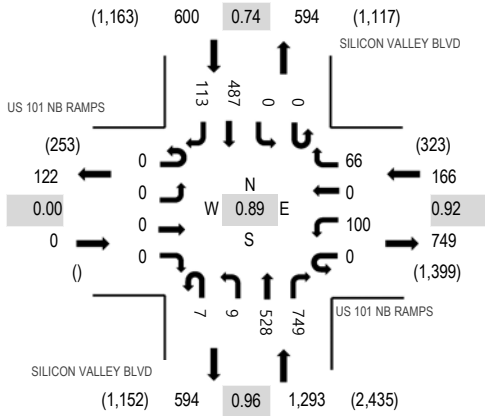 (1,163) 600 0.74 594 (1,117)
SILICON VALLEY BLVD
113 487 0 0
US 101 NB RAMPS
(253) (323)
0 66
122 166
0 N 0
0.00 W 0.89 E 0.92
0 S 100
0 749
0 0
() (1,399)
7 9 528 749
US 101 NB RAMPS
SILICON VALLEY BLVD
(1,152) 594 0.96 1,293 (2,435)